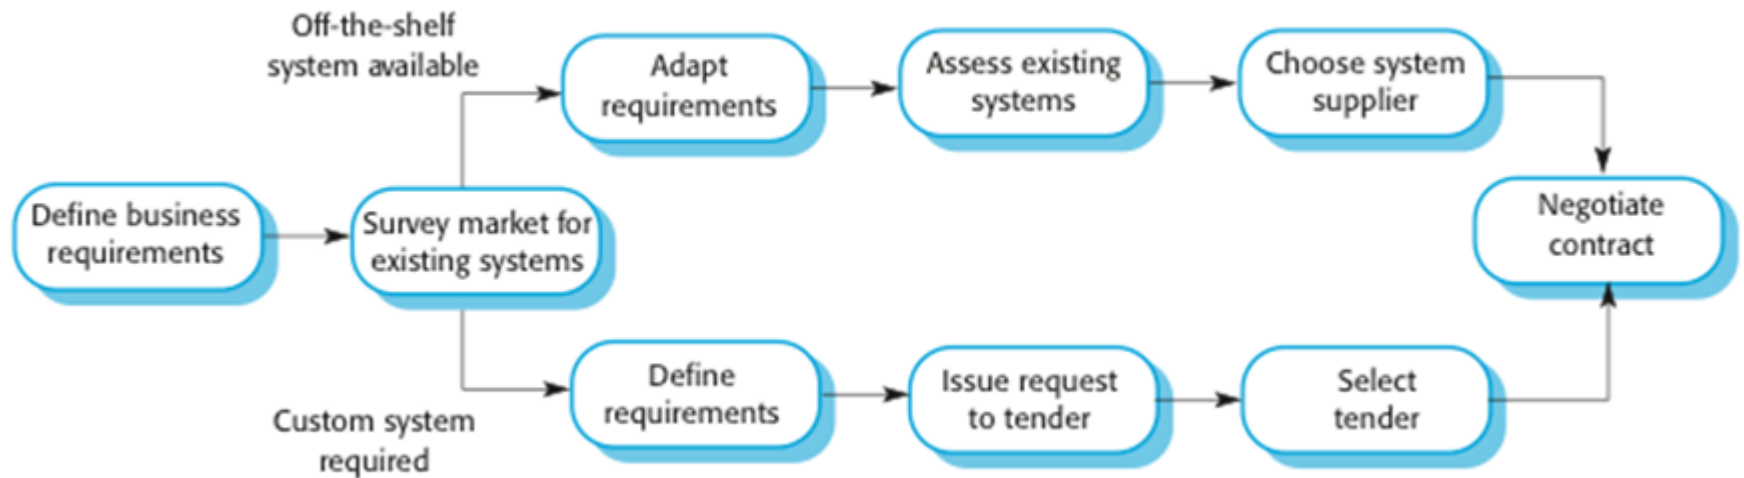 Off-the-shelf
system available
Adapt
requirements
Assess existing
systems
Choose system
supplier
Define business
requirements
Survey market for
existing systems
Negotiate
contract
Custom system
required
Define
requirements
Issue request
to tender
Select
tender